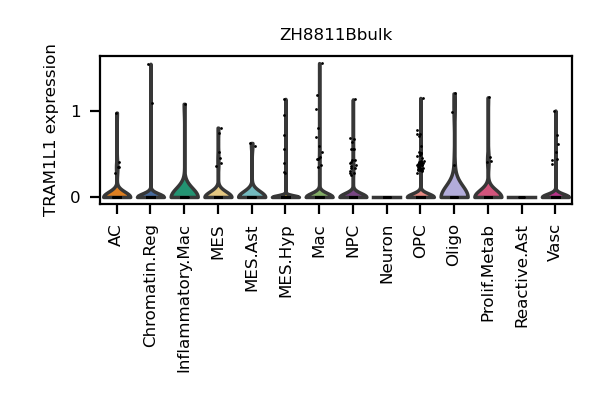 ZH8811Bbulk
TRAM1L1 expression
1
0
AC
Chromatin.Reg
Inflammatory.Mac
MES
MES.Ast
MES.Hyp
Mac
NPC
Neuron
OPC
Oligo
Prolif.Metab
Reactive.Ast
Vasc